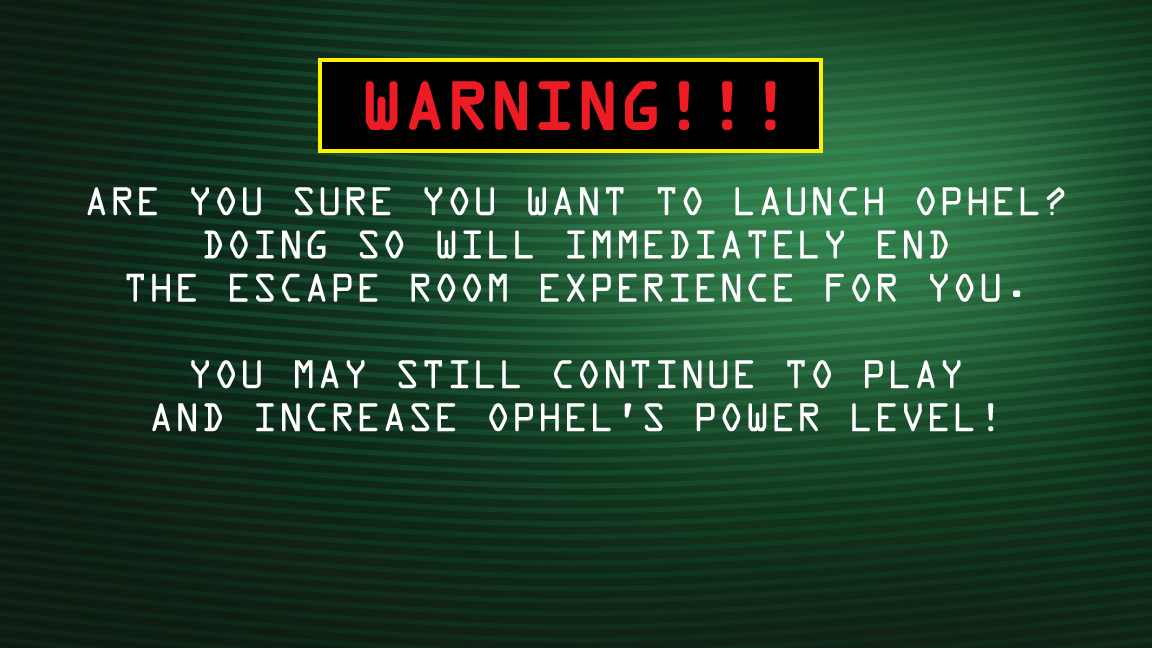 WARNING!!!
ARE YOU SURE YOU WANT TO LAUNCH OPHEL?
DOING SO WILL IMMEDIATELY END
THE ESCAPE ROOM EXPERIENCE FOR YOU.
YOU MAY STILL CONTINUE TO PLAY
AND INCREASE OPHEL'S POWER LEVEL!